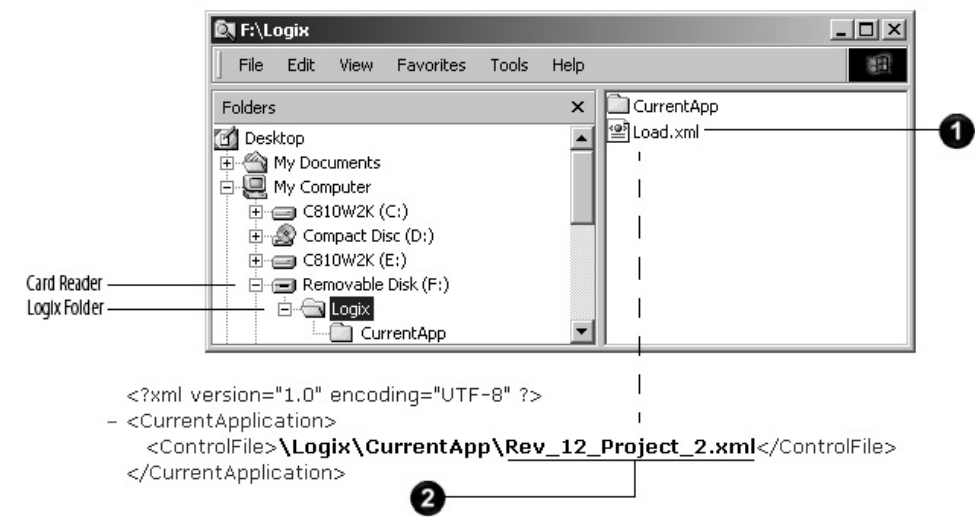 F:\Logix
File Edit View Favorites Tools Help
Folders
Desktop
My Documents
My Computer
C810W2K (C:)
Compact Disc (D:)
C810W2K (E:)
Removable Disk (F:)
Logix
CurrentApp
CurrentApp
Load.xml
1
Card Reader
Logix Folder
<?xml version="1.0" encoding="UTF-8" ?>
– <CurrentApplication>
<ControlFile>\Logix\CurrentApp\Rev_12_Project_2.xml</ControlFile>
</CurrentApplication>
2